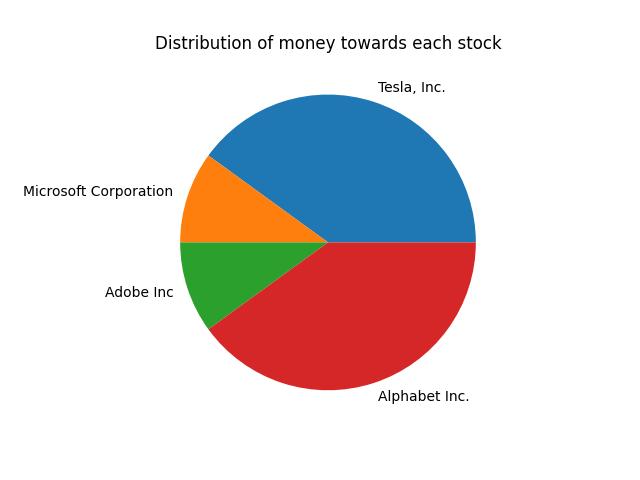 Distribution of money towards each stock
Tesla, Inc.
Microsoft Corporation
Adobe Inc
Alphabet Inc.